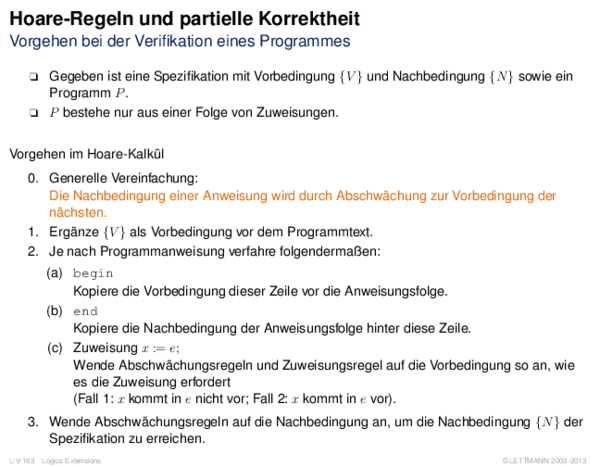 Hoare-Regeln und partielle Korrektheit
Vorgehen bei der Verifikation eines Programmes
❑ Gegeben ist eine Spezifikation mit Vorbedingung {V} und Nachbedingung {N} sowie ein
Programm P.
❑ P bestehe nur aus einer Folge von Zuweisungen.
Vorgehen im Hoare-Kalkül
0. Generelle Vereinfachung:
Die Nachbedingung einer Anweisung wird durch Abschwächung zur Vorbedingung der
nächsten.
1. Ergänze {V} als Vorbedingung vor dem Programmtext.
2. Je nach Programmanweisung verfahre folgendermaßen:
(a) begin
Kopiere die Vorbedingung dieser Zeile vor die Anweisungsfolge.
(b) end
Kopiere die Nachbedingung der Anweisungsfolge hinter diese Zeile.
(c) Zuweisung x := e;
Wende Abschwächungsregeln und Zuweisungsregel auf die Vorbedingung so an, wie
es die Zuweisung erfordert
(Fall 1: x kommt in e nicht vor; Fall 2: x kommt in e vor).
3. Wende Abschwächungsregeln auf die Nachbedingung an, um die Nachbedingung {N} der
Spezifikation zu erreichen.
L:V-163 Logics Extensions ©LETTMANN 2003-2013